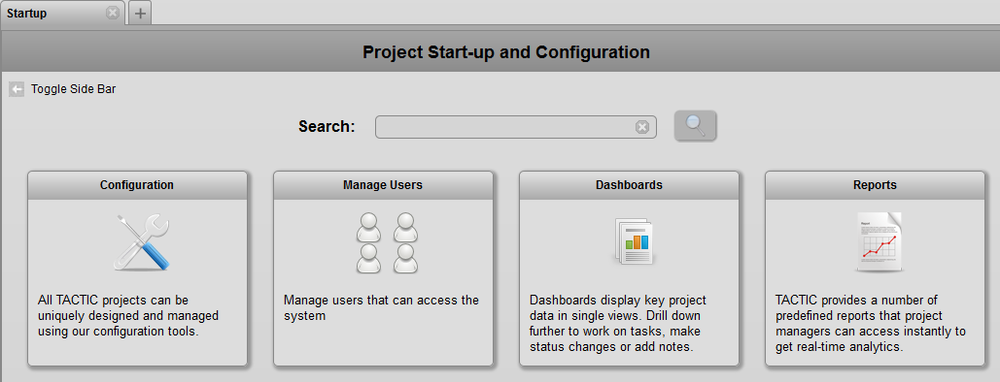 Startup
Project Start-up and Configuration
Toggle Side Bar
Search:
Configuration
All TACTIC projects can be
uniquely designed and managed
using our configuration tools.
Manage Users
Manage users that can access the
system
Dashboards
Dashboards display key project
data in single views. Drill down
further to work on tasks, make
status changes or add notes.
Reports
TACTIC provides a number of
predefined reports that project
managers can access instantly to
get real-time analytics.